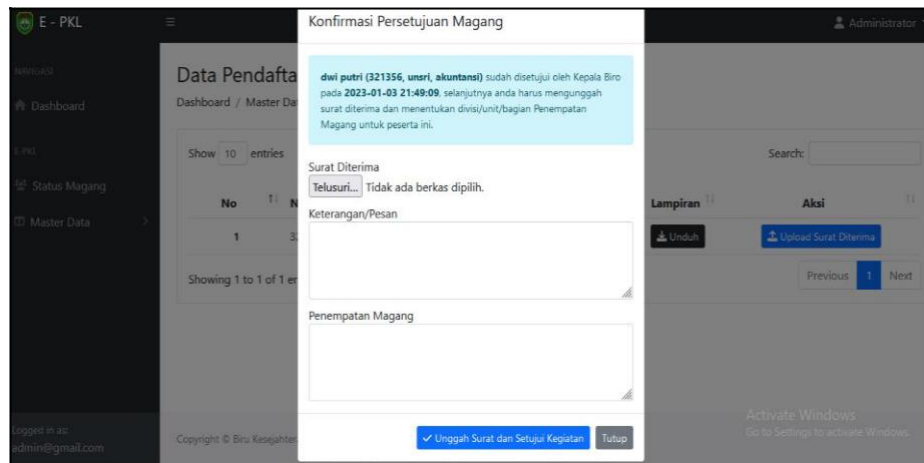 E - PKL
Administrator
NAVIGASI
Dashboard
E-PKL
Status Magang
Master Data
Logged in as:
admin@gmail.com
Data Pendafta
Dashboard / Master Da
Show 10 entries
Search:
No
N
Lampiran
Aksi
1
Unduh
Upload Surat Diterima
Showing 1 to 1 of 1 en
Previous 1 Next
Copyright © Biro Kesejahter
Konfirmasi Persetujuan Magang
dwi putri (321356, unsri, akuntansi) sudah disetujui oleh Kepala Biro
pada 2023-01-03 21:49:09, selanjutnya anda harus mengunggah
surat diterima dan menentukan divisi/unit/bagian Penempatan
Magang untuk peserta ini.
Surat Diterima
Telusuri... Tidak ada berkas dipilih.
Keterangan/Pesan
Penempatan Magang
Unggah Surat dan Setujui Kegiatan
Tutup
Activate Windows
Go to Settings to activate Windows.